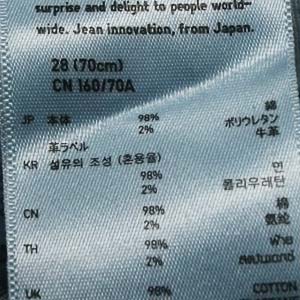 surprise and delight to people world-
wide. Jean innovation, from Japan.
28 (70cm)
CN 160/70A
JP 本体 98% 綿
2% ポリウレタン
革ラベル 牛革
KR 섬유의 조성 (혼용율)
98% 면
2% 폴리우레탄
CN 98% 棉
2% 氨纶
TH 98% ฝ้าย
2% สแปนเดกซ์
UK 98% COTTON